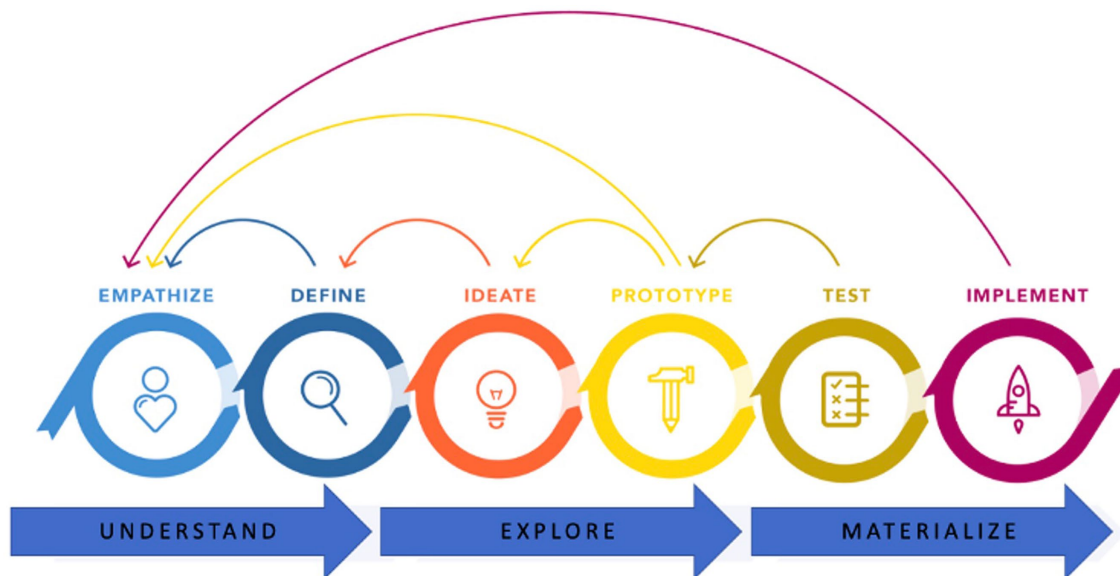 EMPATHIZE DEFINE IDEATE PROTOTYPE TEST IMPLEMENT
UNDERSTAND EXPLORE MATERIALIZE